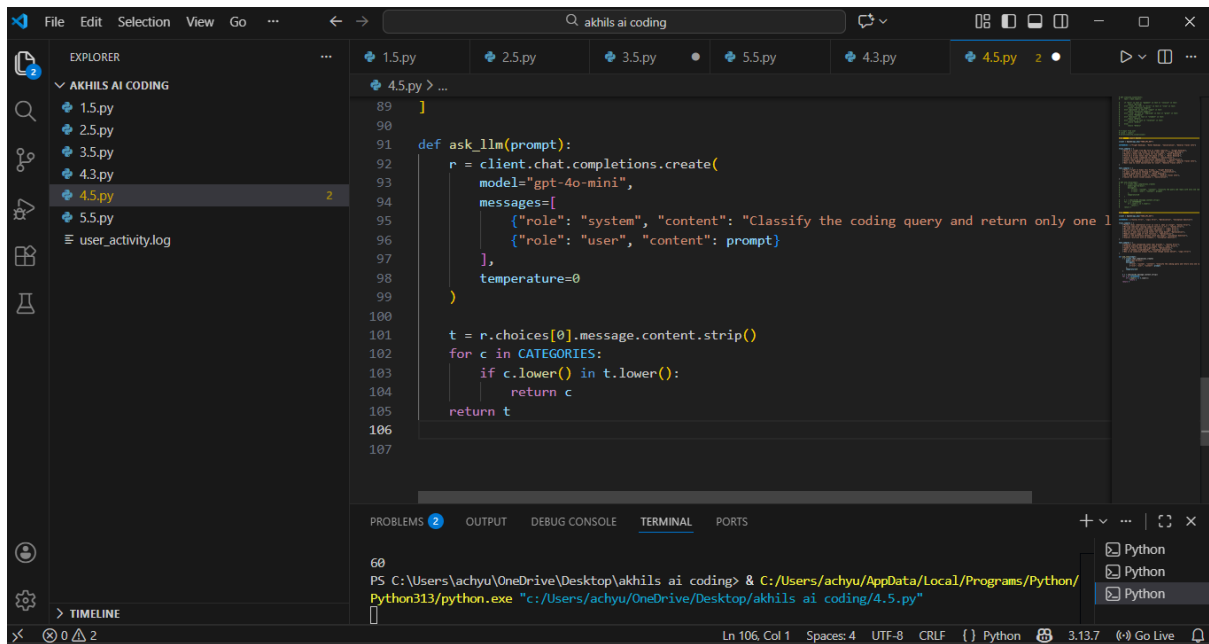 File Edit Selection View Go ··· akhils ai coding
EXPLORER ···
AKHILS AI CODING
1.5.py
2.5.py
3.5.py
4.3.py
4.5.py 2
5.5.py
user_activity.log
TIMELINE
2
1.5.py 2.5.py 3.5.py 5.5.py 4.3.py 4.5.py 2
4.5.py > ...
89 ]
90
91 def ask_llm(prompt):
92     r = client.chat.completions.create(
93         model="gpt-4o-mini",
94         messages=[
95             {"role": "system", "content": "Classify the coding query and return only one l
96             {"role": "user", "content": prompt}
97         ],
98         temperature=0
99     )
100
101     t = r.choices[0].message.content.strip()
102     for c in CATEGORIES:
103         if c.lower() in t.lower():
104             return c
105     return t
106
107
PROBLEMS 2 OUTPUT DEBUG CONSOLE TERMINAL PORTS
60
PS C:\Users\achyu\OneDrive\Desktop\akhils ai coding> & C:/Users/achyu/AppData/Local/Programs/Python/
Python313/python.exe "c:/Users/achyu/OneDrive/Desktop/akhils ai coding/4.5.py"
Python
Python
Python
0 2 Ln 106, Col 1 Spaces: 4 UTF-8 CRLF { } Python 3.13.7 Go Live